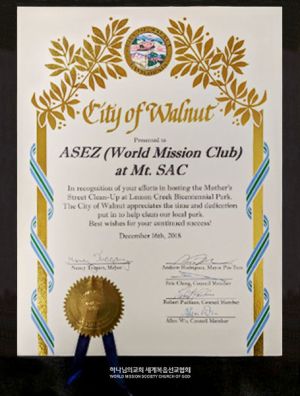 City of Walnut
Presented to
ASEZ (World Mission Club)
at Mt. SAC
In recognition of your efforts in hosting the Mother's
Street Clean-Up at Lemon Creek Bicentennial Park.
The City of Walnut appreciates the time and dedication
put in to help clean our local park.
Best wishes for your continued success!
December 16th, 2018
Nancy Tragarz, Mayor
Andrew Rodriguez, Mayor Pro Tem
Eric Ching, Council Member
Robert Pacheco, Council Member
Allen Wu, Council Member
하나님의교회 세계복음선교협회
WORLD MISSION SOCIETY CHURCH OF GOD